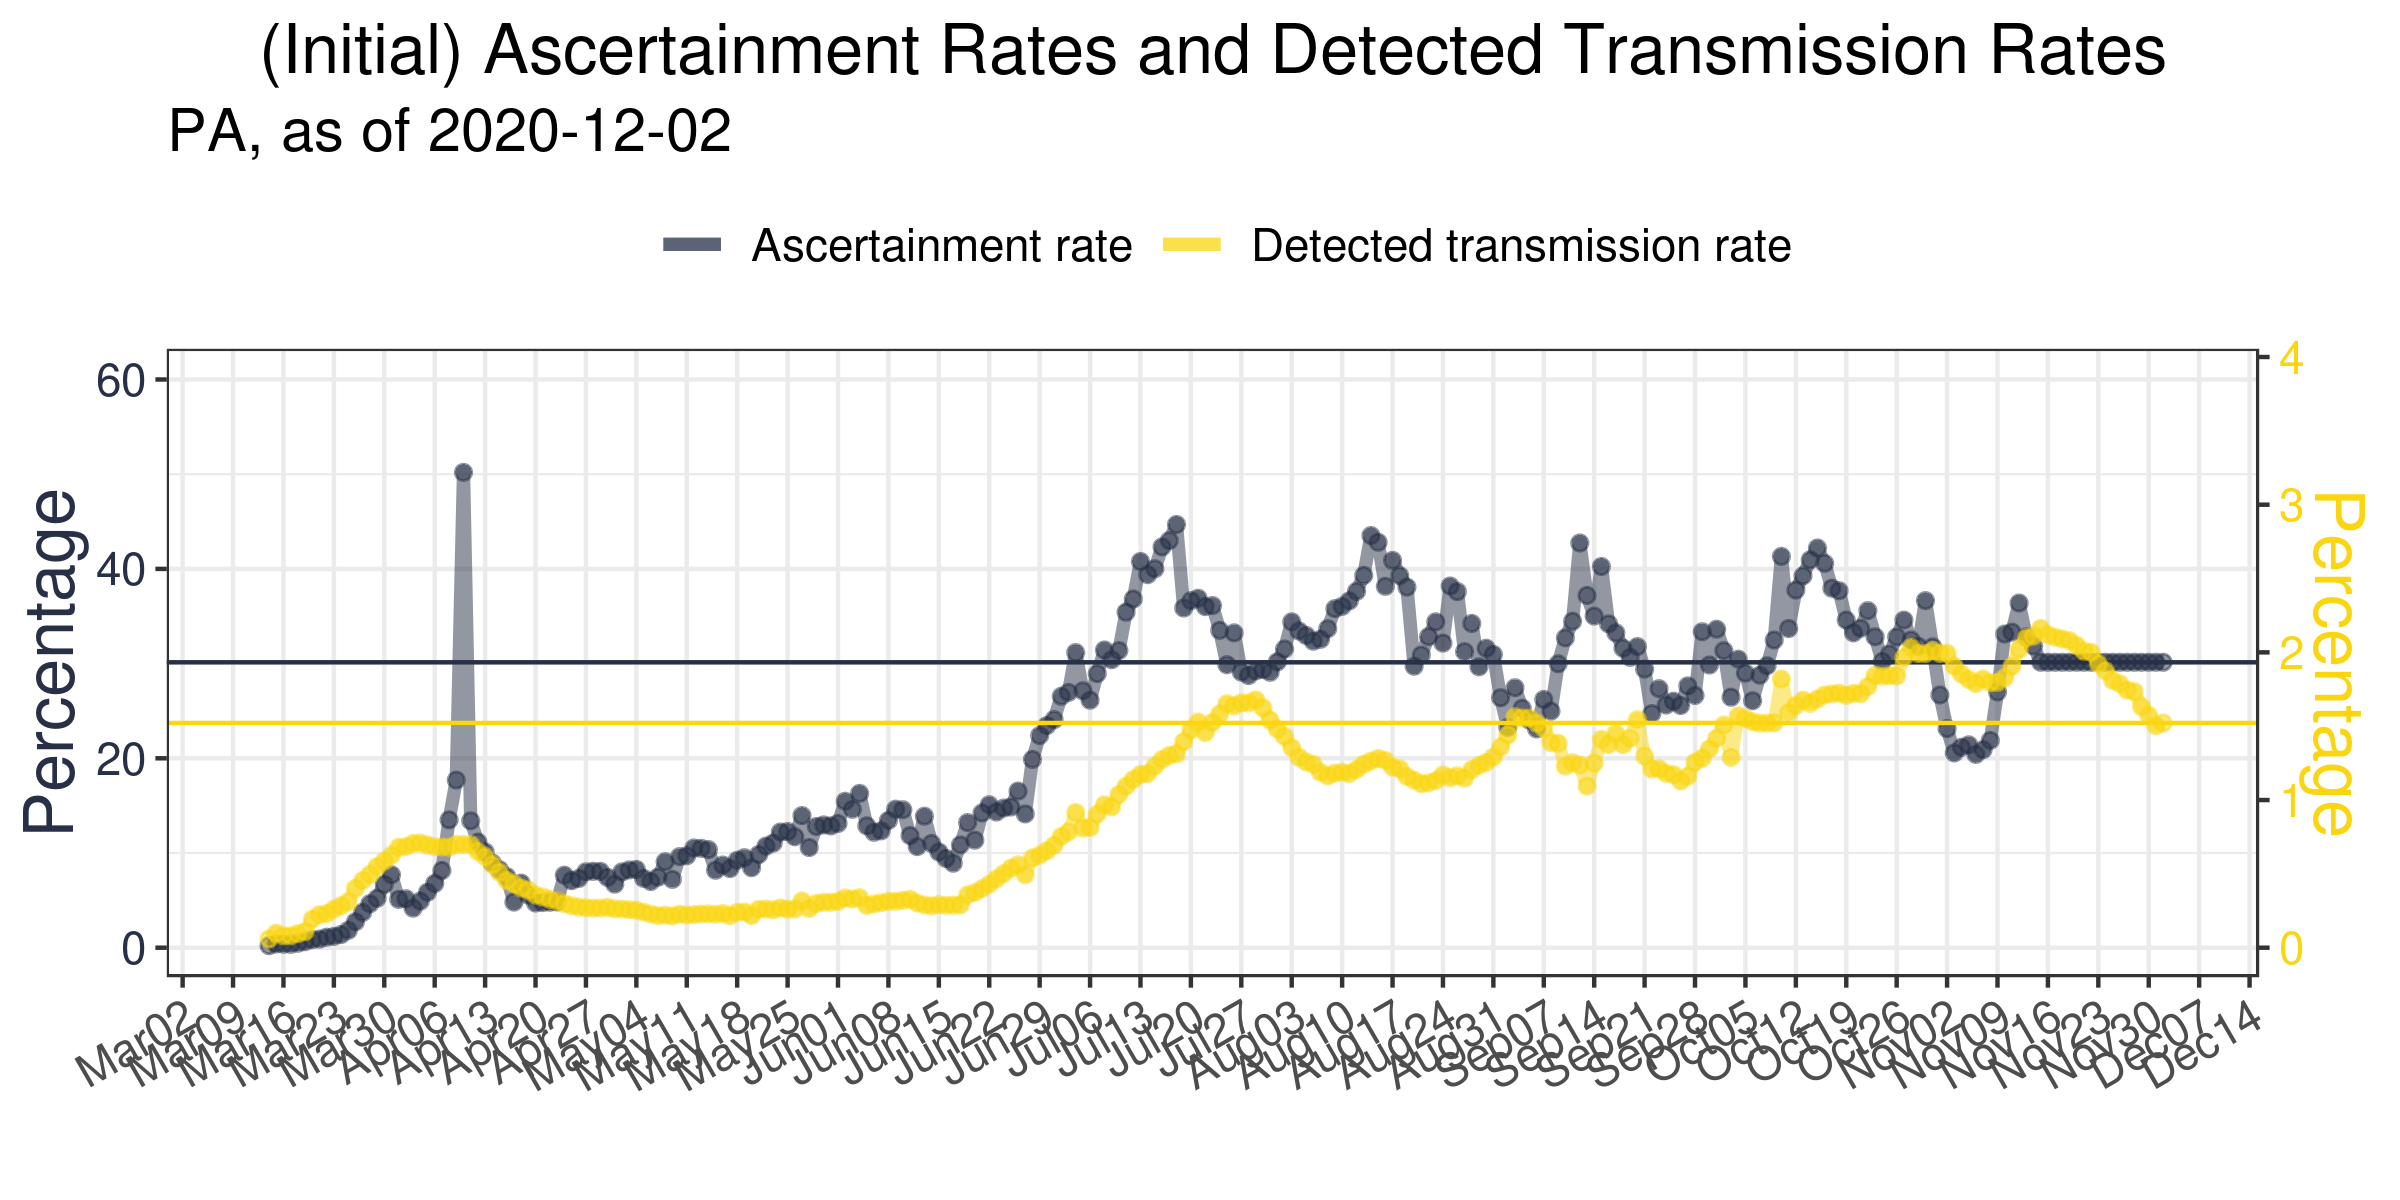 (Initial) Ascertainment Rates and Detected Transmission Rates
PA, as of 2020-12-02
Ascertainment rate
Detected transmission rate
Percentage
60
40
20
0
4
3
2
1
0
Percentage
Mar02
Mar09
Mar16
Mar23
Mar30
Apr06
Apr13
Apr20
Apr27
May04
May11
May18
May25
Jun01
Jun08
Jun15
Jun22
Jun29
Jul06
Jul13
Jul20
Jul27
Aug03
Aug10
Aug17
Aug24
Aug31
Sep07
Sep14
Sep21
Sep28
Oct05
Oct12
Oct19
Oct26
Nov02
Nov09
Nov16
Nov23
Nov30
Dec07
Dec14